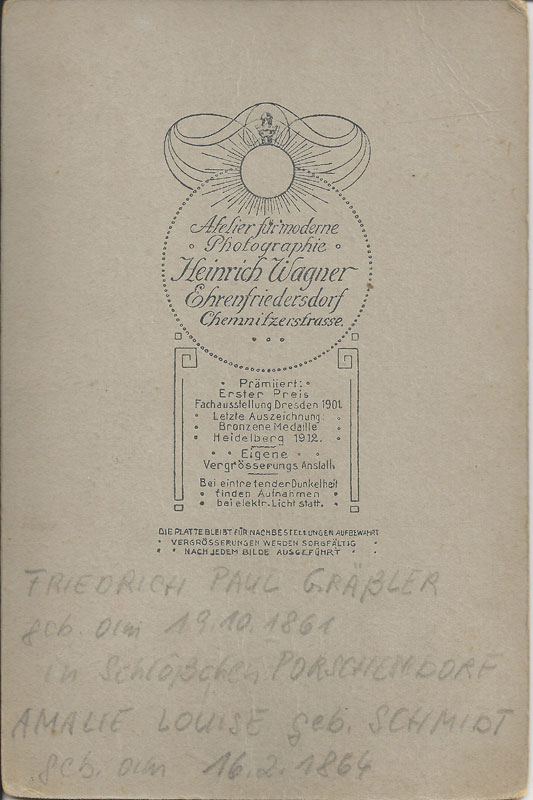 Atelier für moderne
Photographie
Heinrich Wagner
Ehrenfriedersdorf
Chemnitzerstrasse.
Prämiiert:
Erster Preis
Fachausstellung Dresden 1901.
Letzte Auszeichnung:
Bronzene Medaille
Heidelberg 1912.
Eigene
Vergrösserungs Anstalt.
Bei eintretender Dunkelheit
finden Aufnahmen
bei elektr. Licht statt.
DIE PLATTE BLEIBT FÜR NACHBESTELLUNGEN AUFBEWAHRT
VERGRÖSSERUNGEN WERDEN SORGFÄLTIG
NACH JEDEM BILDE AUSGEFÜHRT
FRIEDRICH PAUL GRÄßLER
geb. am 19.10.1861
in Schlößchen PORSCHENDORF
AMALIE LOUISE geb. SCHMIDT
geb. am 16.2.1864